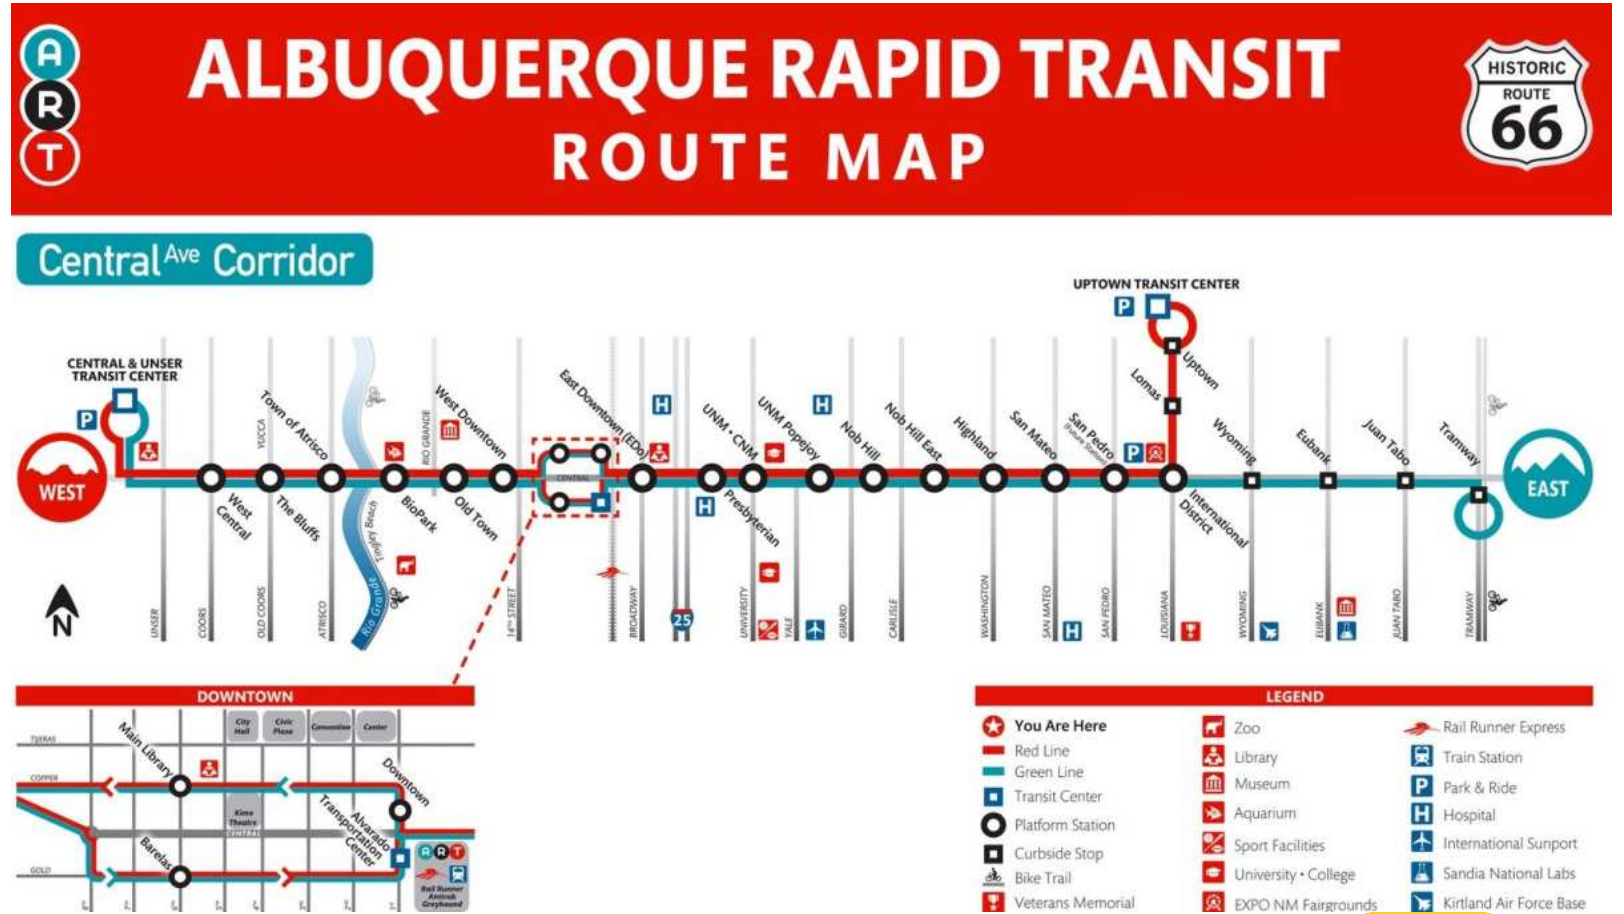 A
R
T
ALBUQUERQUE RAPID TRANSIT
ROUTE MAP
HISTORIC
ROUTE
66
Central Ave Corridor
UPTOWN TRANSIT CENTER
P
CENTRAL & UNSER
TRANSIT CENTER
P
WEST
EAST
West
Central
The Bluffs
Town of Atrisco
BioPark
Old Town
West Downtown
CENTRAL
East Downtown (EDo)
H
H
Presbyterian
UNM • CNM
UNM Popejoy
H
Nob Hill
Nob Hill East
Highland
San Mateo
San Pedro
(Future Station)
P
International
District
Lomas
Uptown
Wyoming
Eubank
Juan Tabo
Tramway
N
UNSER
COORS
YUCCA
OLD COORS
ATRISCO
Rio Grande
Tingley Beach
RIO GRANDE
14TH STREET
BROADWAY
25
UNIVERSITY
YALE
GIRARD
CARLISLE
WASHINGTON
SAN MATEO
H
SAN PEDRO
LOUISIANA
WYOMING
EUBANK
JUAN TABO
TRAMWAY
DOWNTOWN
TIJERAS
COPPER
GOLD
Main Library
City
Hall
Civic
Plaza
Convention
Center
Downtown
Kimo
Theatre
CENTRAL
Alvarado
Transportation
Center
Barelas
A R T
Rail Runner
Amtrak
Greyhound
LEGEND
You Are Here
Red Line
Green Line
Transit Center
Platform Station
Curbside Stop
Bike Trail
Veterans Memorial
Zoo
Library
Museum
Aquarium
Sport Facilities
University • College
EXPO NM Fairgrounds
Rail Runner Express
Train Station
P Park & Ride
H Hospital
International Sunport
Sandia National Labs
Kirtland Air Force Base